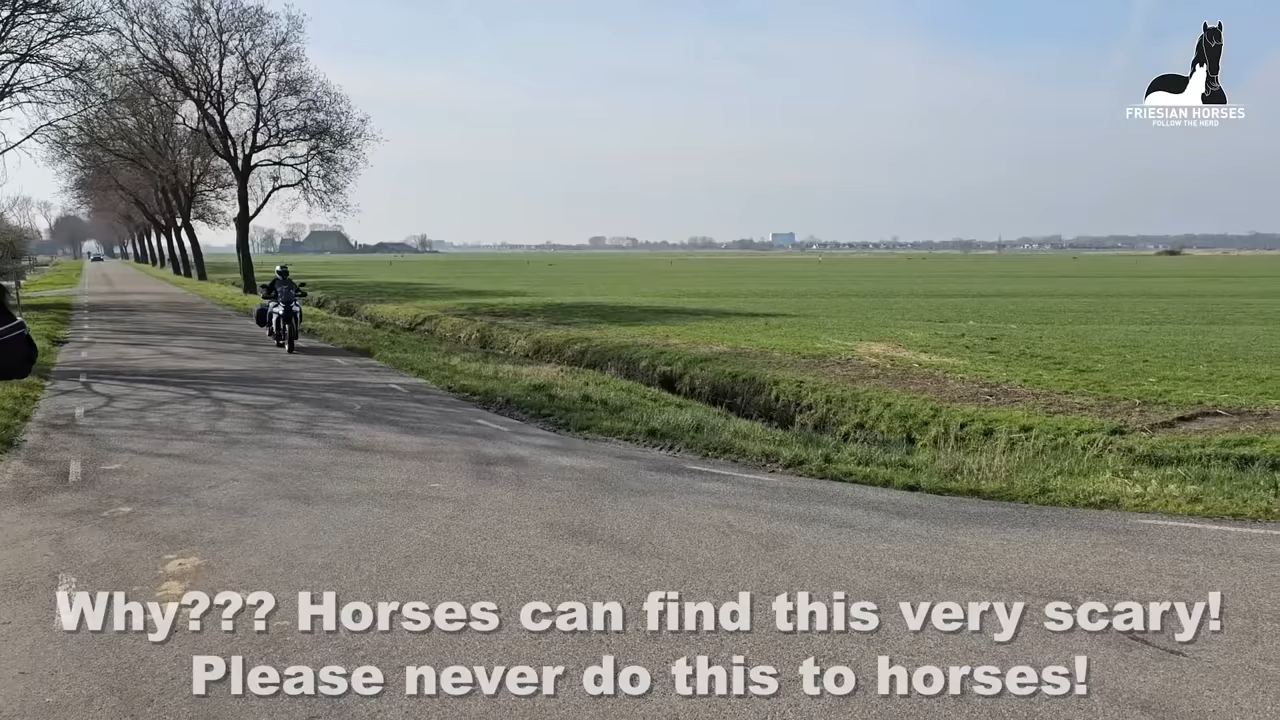 FRIESIAN HORSES
FOLLOW THE HERD
Why??? Horses can find this very scary!
Please never do this to horses!